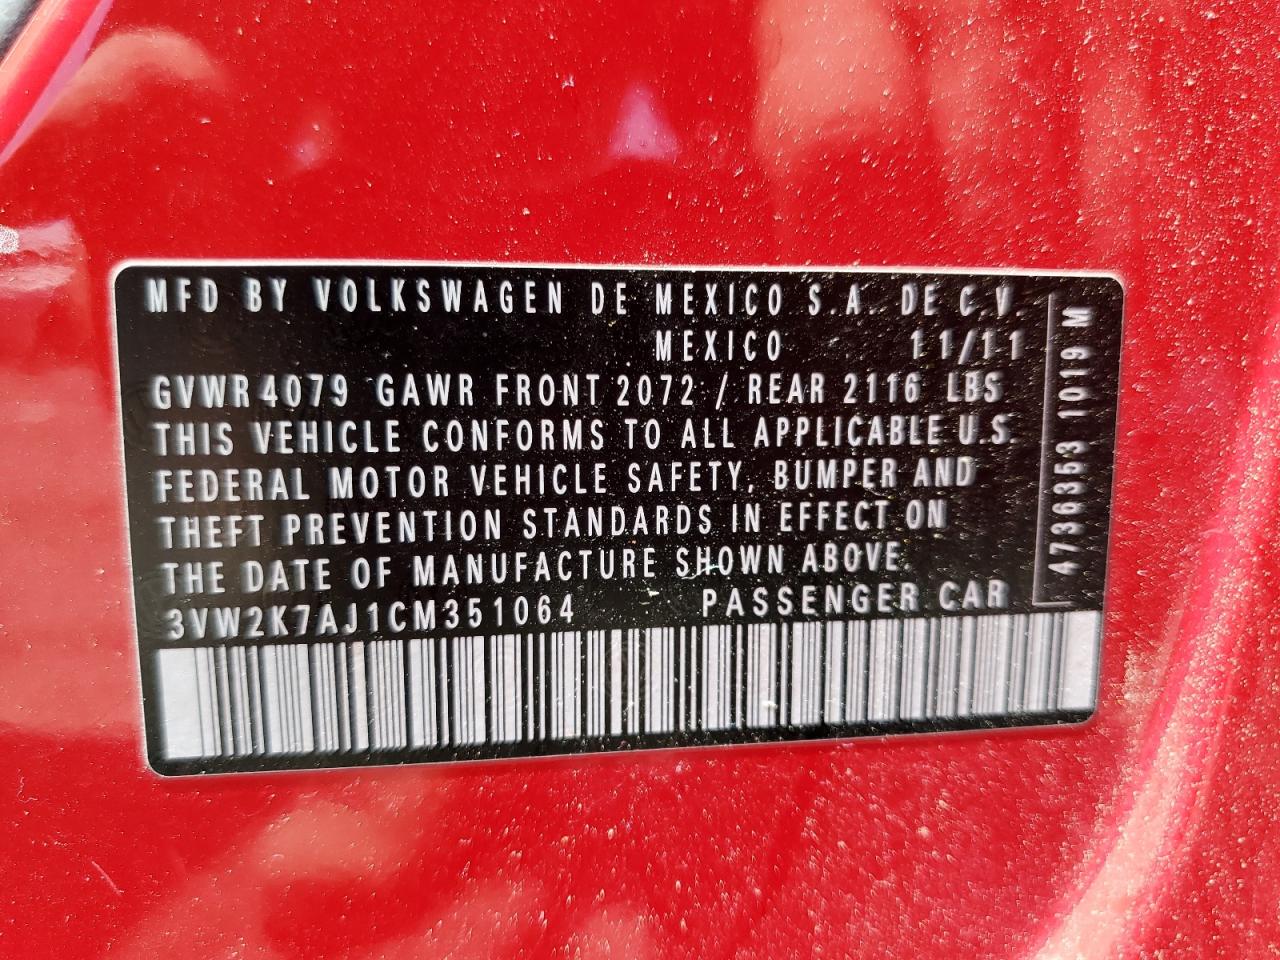 MFD BY VOLKSWAGEN DE MEXICO S.A. DE C.V.
MEXICO 11/11
GVWR 4079 GAWR FRONT 2072 / REAR 2116 LBS
THIS VEHICLE CONFORMS TO ALL APPLICABLE U.S.
FEDERAL MOTOR VEHICLE SAFETY, BUMPER AND
THEFT PREVENTION STANDARDS IN EFFECT ON
THE DATE OF MANUFACTURE SHOWN ABOVE.
3VW2K7AJ1CM351064 PASSENGER CAR
4736353 1019 M